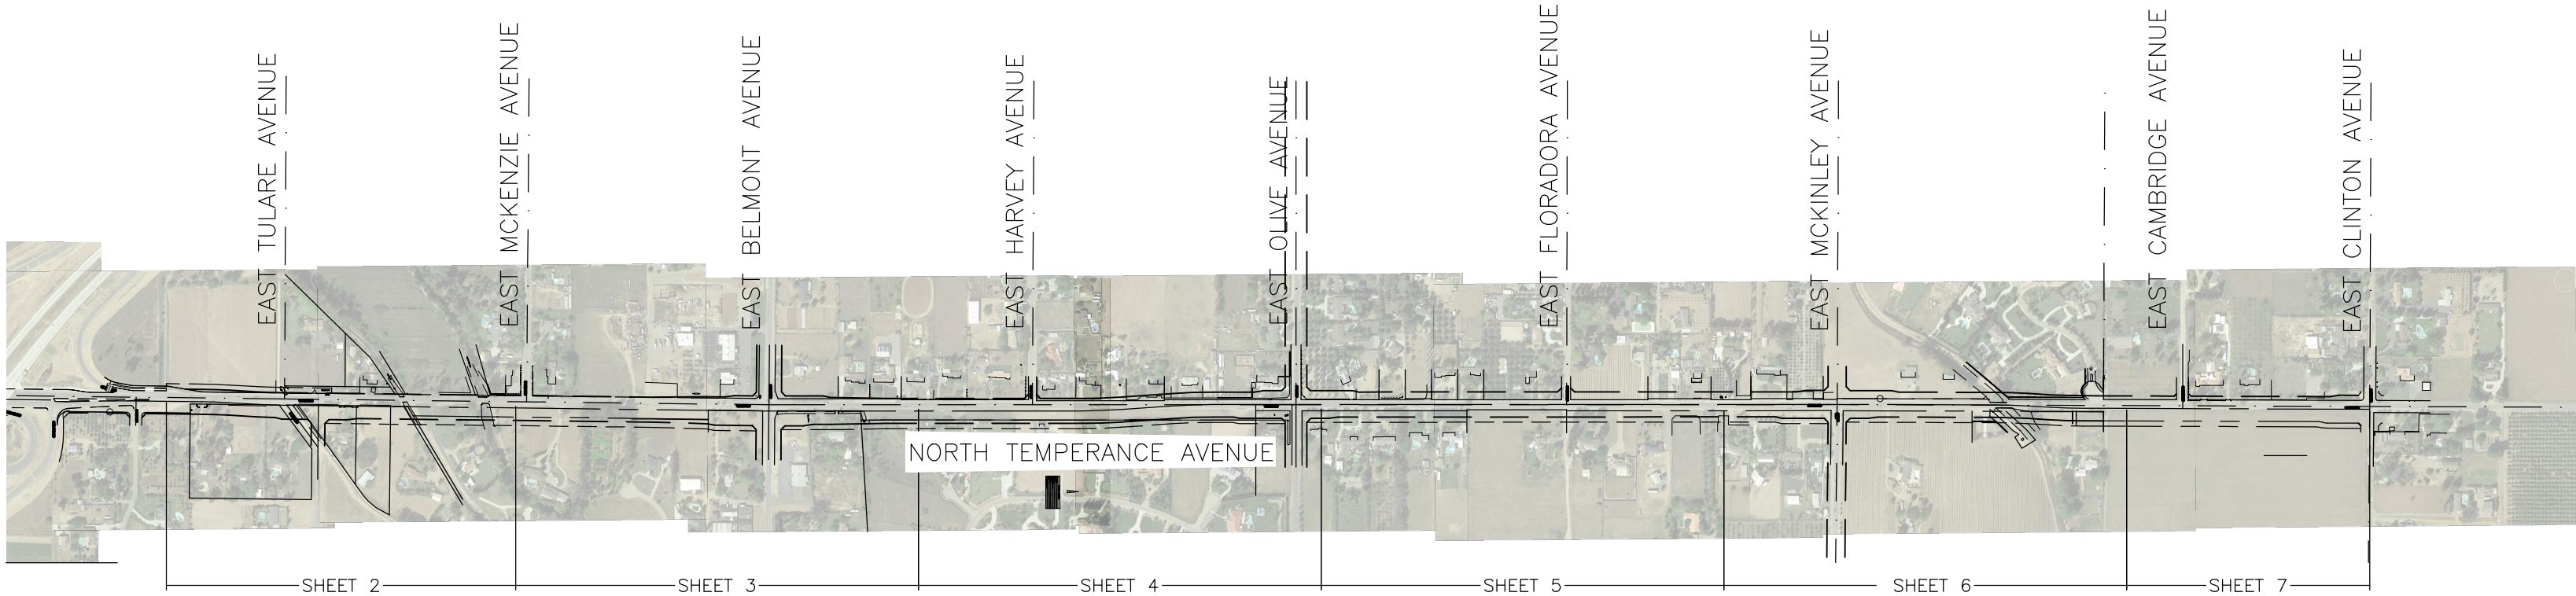 EAST TULARE AVENUE
EAST MCKENZIE AVENUE
EAST BELMONT AVENUE
EAST HARVEY AVENUE
EAST OLIVE AVENUE
EAST FLORADORA AVENUE
EAST MCKINLEY AVENUE
EAST CAMBRIDGE AVENUE
EAST CLINTON AVENUE
NORTH TEMPERANCE AVENUE
SHEET 2
SHEET 3
SHEET 4
SHEET 5
SHEET 6
SHEET 7